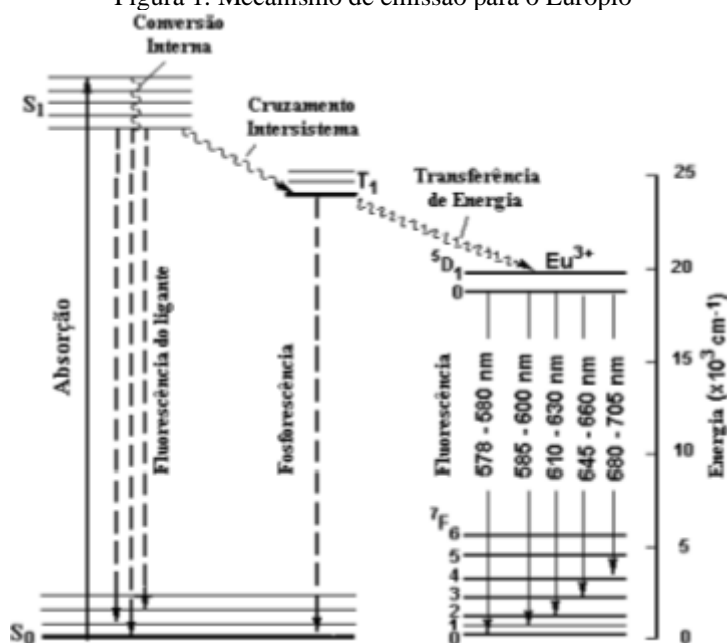 Figura 1: Mecanismo de emissão para o Európio
Conversão
Interna
S1
Cruzamento
Intersistema
T1
Transferência
de Energia
5D1
0
Eu3+
Absorção
Fluorescência do ligante
Fosforescência
Fluorescência
578 - 580 nm
585 - 600 nm
610 - 630 nm
645 - 660 nm
680 - 705 nm
7F6
5
4
3
2
1
0
S0
25
20
15
10
5
0
Energia (x10³ cm-1)